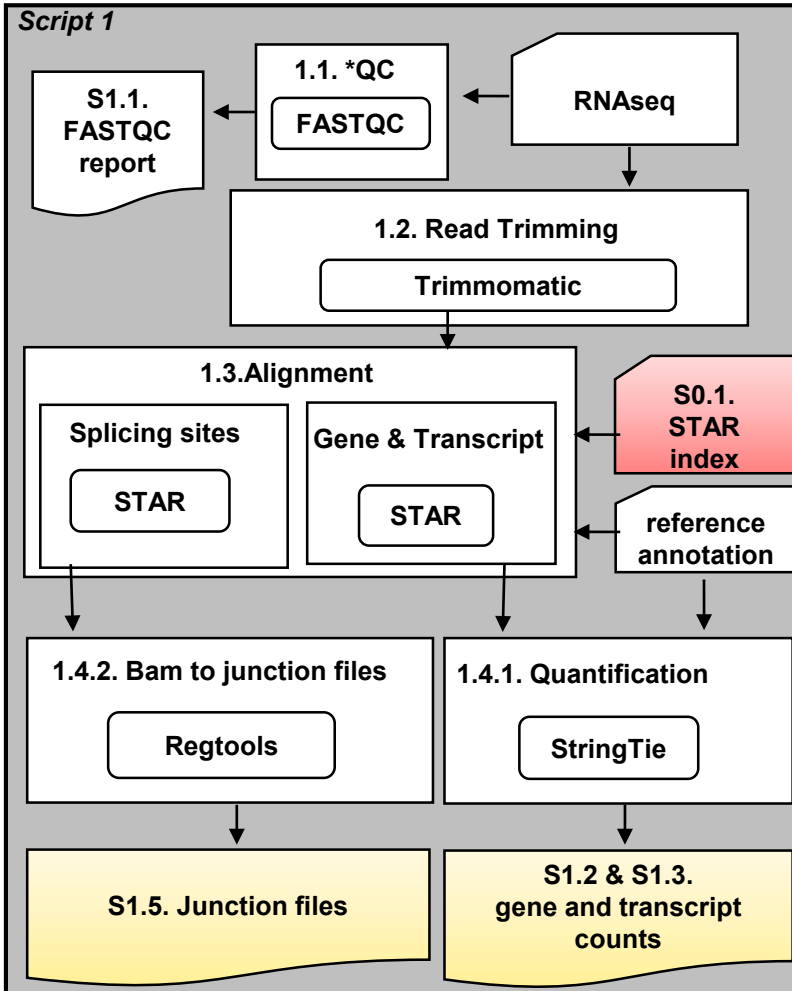 Script 1
S1.1.
FASTQC
report
1.1. *QC
FASTQC
RNAseq
1.2. Read Trimming
Trimmomatic
1.3.Alignment
Splicing sites
STAR
Gene & Transcript
STAR
S0.1.
STAR
index
reference
annotation
1.4.2. Bam to junction files
Regtools
1.4.1. Quantification
StringTie
S1.5. Junction files
S1.2 & S1.3.
gene and transcript
counts